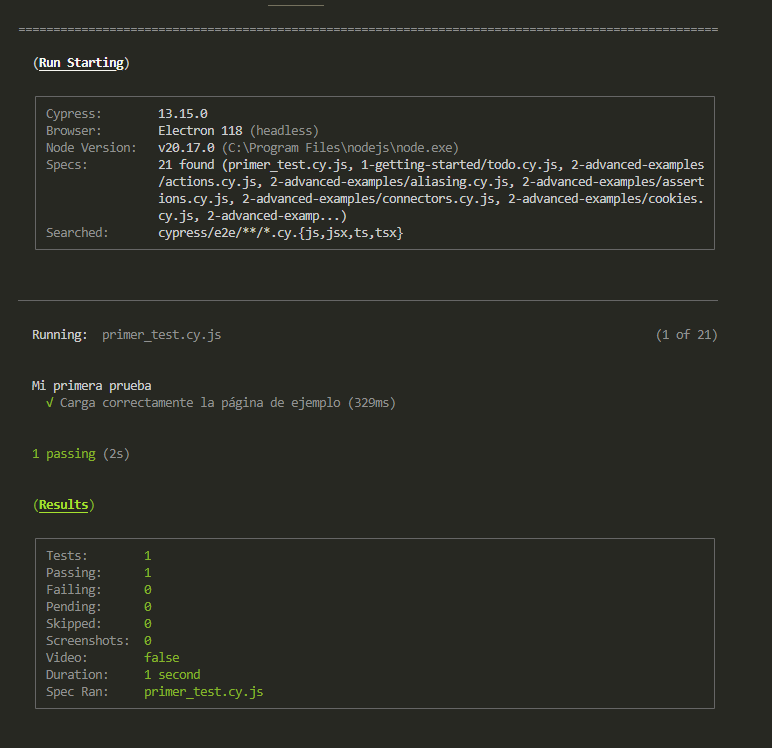 ====================================================================================================
(Run Starting)
Cypress: 13.15.0
Browser: Electron 118 (headless)
Node Version: v20.17.0 (C:\Program Files\nodejs\node.exe)
Specs: 21 found (primer_test.cy.js, 1-getting-started/todo.cy.js, 2-advanced-examples
/actions.cy.js, 2-advanced-examples/aliasing.cy.js, 2-advanced-examples/assert
ions.cy.js, 2-advanced-examples/connectors.cy.js, 2-advanced-examples/cookies.
cy.js, 2-advanced-examp...)
Searched: cypress/e2e/**/*.cy.{js,jsx,ts,tsx}
Running: primer_test.cy.js (1 of 21)
Mi primera prueba
√ Carga correctamente la página de ejemplo (329ms)
1 passing (2s)
(Results)
Tests: 1
Passing: 1
Failing: 0
Pending: 0
Skipped: 0
Screenshots: 0
Video: false
Duration: 1 second
Spec Ran: primer_test.cy.js